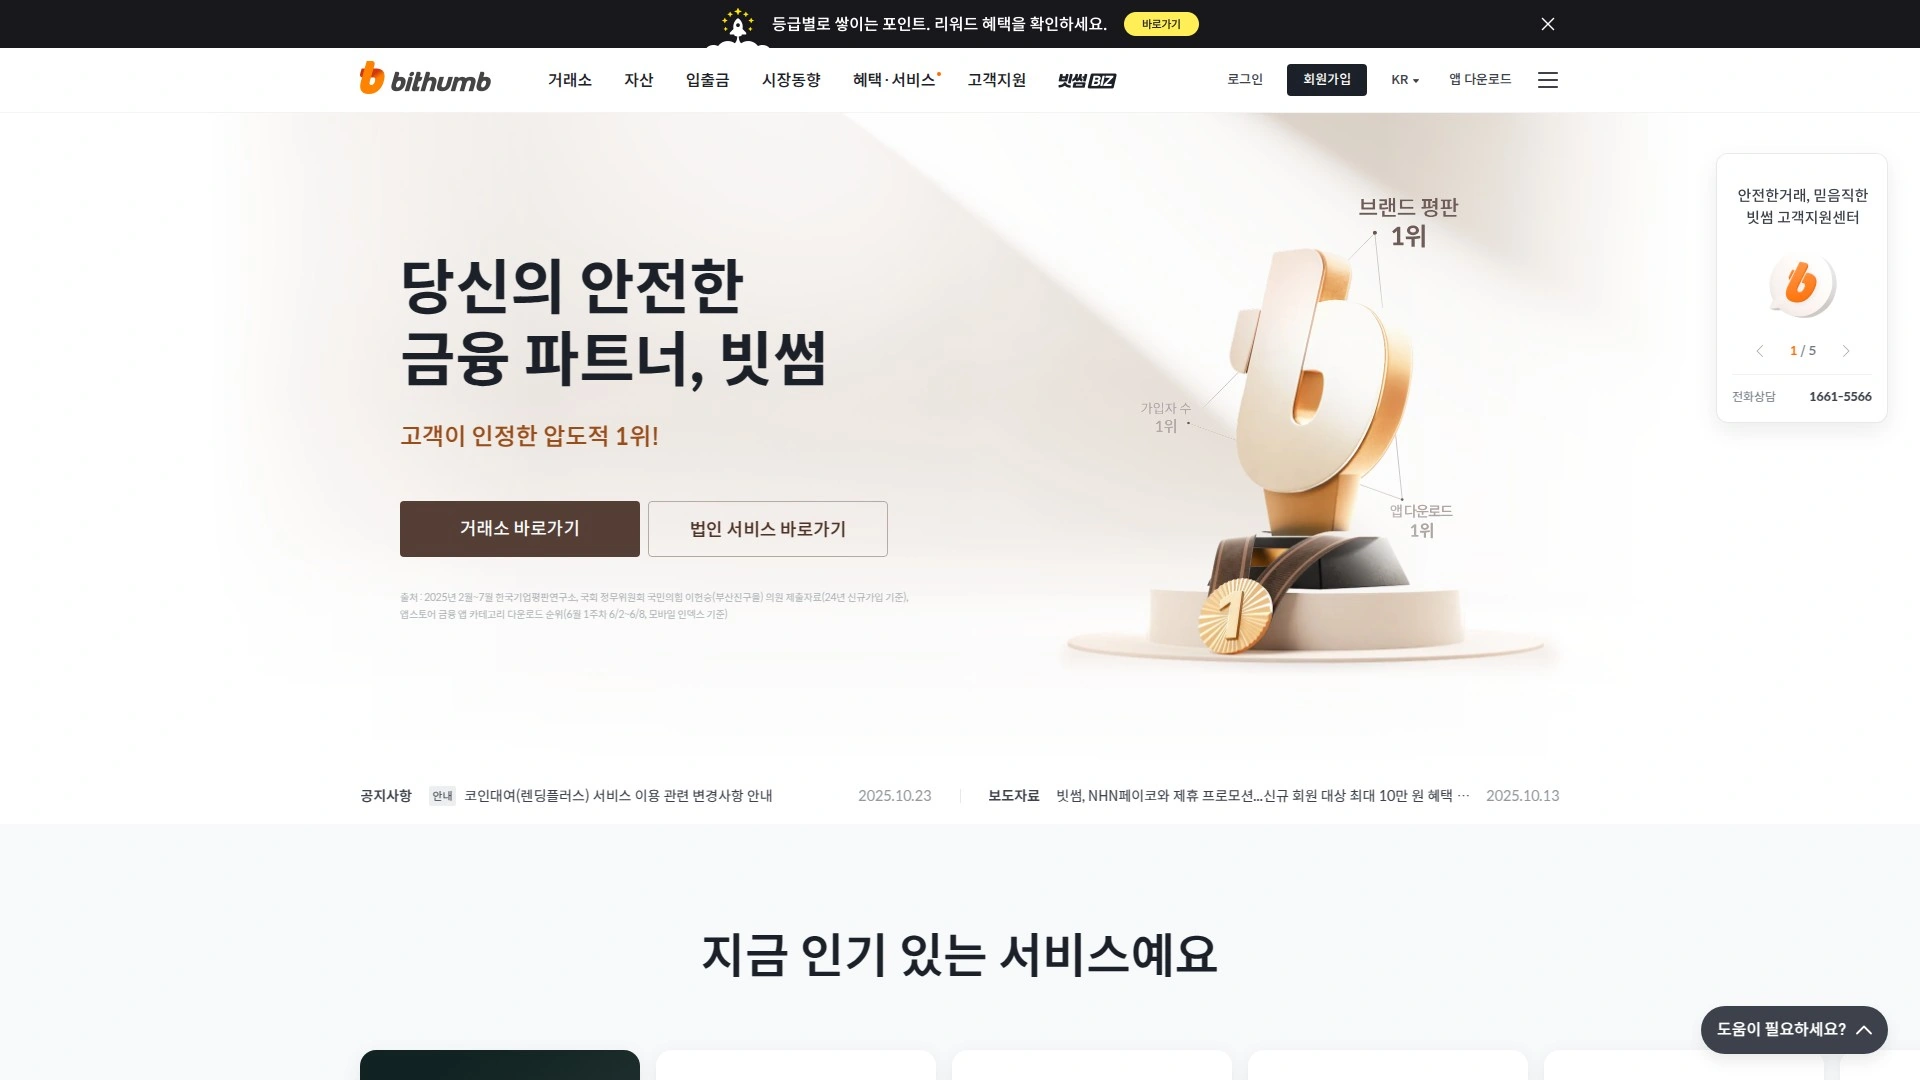 등급별로 쌓이는 포인트. 리워드 혜택을 확인하세요.
바로가기
bithumb
거래소
자산
입출금
시장동향
혜택 · 서비스
고객지원
빗썸 BIZ
로그인
회원가입
KR
앱 다운로드
당신의 안전한
금융 파트너, 빗썸
고객이 인정한 압도적 1위!
거래소 바로가기
법인 서비스 바로가기
출처 : 2025년 2월~7월 한국기업평판연구소, 국회 정무위원회 국민의힘 이헌승(부산진구을) 의원 제출자료(24년 신규가입 기준),
앱스토어 금융 앱 카테고리 다운로드 순위(6월 1주차 6/2~6/8, 모바일 인덱스 기준)
브랜드 평판
1위
가입자 수
1위
앱 다운로드
1위
1
안전한거래, 믿음직한
빗썸 고객지원센터
1 / 5
전화상담
1661-5566
공지사항
안내
코인대여(렌딩플러스) 서비스 이용 관련 변경사항 안내
2025.10.23
보도자료
빗썸, NHN페이코와 제휴 프로모션...신규 회원 대상 최대 10만 원 혜택 …
2025.10.13
지금 인기 있는 서비스예요
도움이 필요하세요?